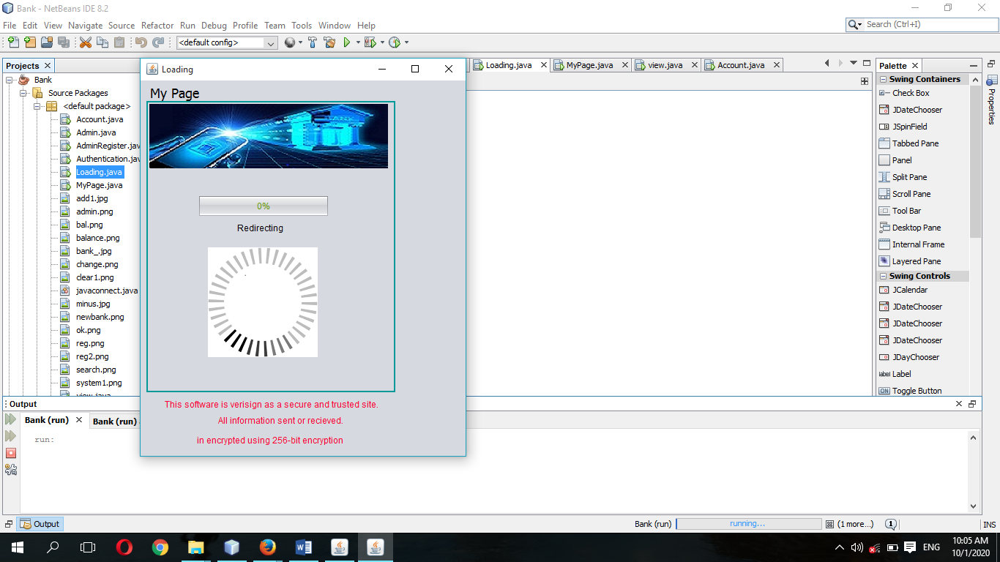 Bank - NetBeans IDE 8.2
File Edit View Navigate Source Refactor Run Debug Profile Team Tools Window Help
Search (Ctrl+I)
<default config>
Projects
Bank
Source Packages
<default package>
Account.java
Admin.java
AdminRegister.jav
Authentication.jav
Loading.java
MyPage.java
add1.jpg
admin.png
bal.png
balance.png
bank_.jpg
change.png
clear1.png
javaconnect.java
minus.jpg
newbank.png
ok.png
reg.png
reg2.png
search.png
system1.png
view.java
Loading
My Page
0%
Redirecting
This software is verisign as a secure and trusted site.
All information sent or recieved.
in encrypted using 256-bit encryption
Loading.java MyPage.java view.java Account.java
Palette
Swing Containers
Check Box
JDateChooser
JSpinField
Tabbed Pane
Panel
Split Pane
Scroll Pane
Tool Bar
Desktop Pane
Internal Frame
Layered Pane
Swing Controls
JCalendar
JDateChooser
JDateChooser
JDateChooser
JDayChooser
label Label
ON Toggle Button
Properties
Output
Bank (run) Bank (run)
run:
Output
Bank (run) running... (1 more...) 1 INS
ENG
10:05 AM
10/1/2020